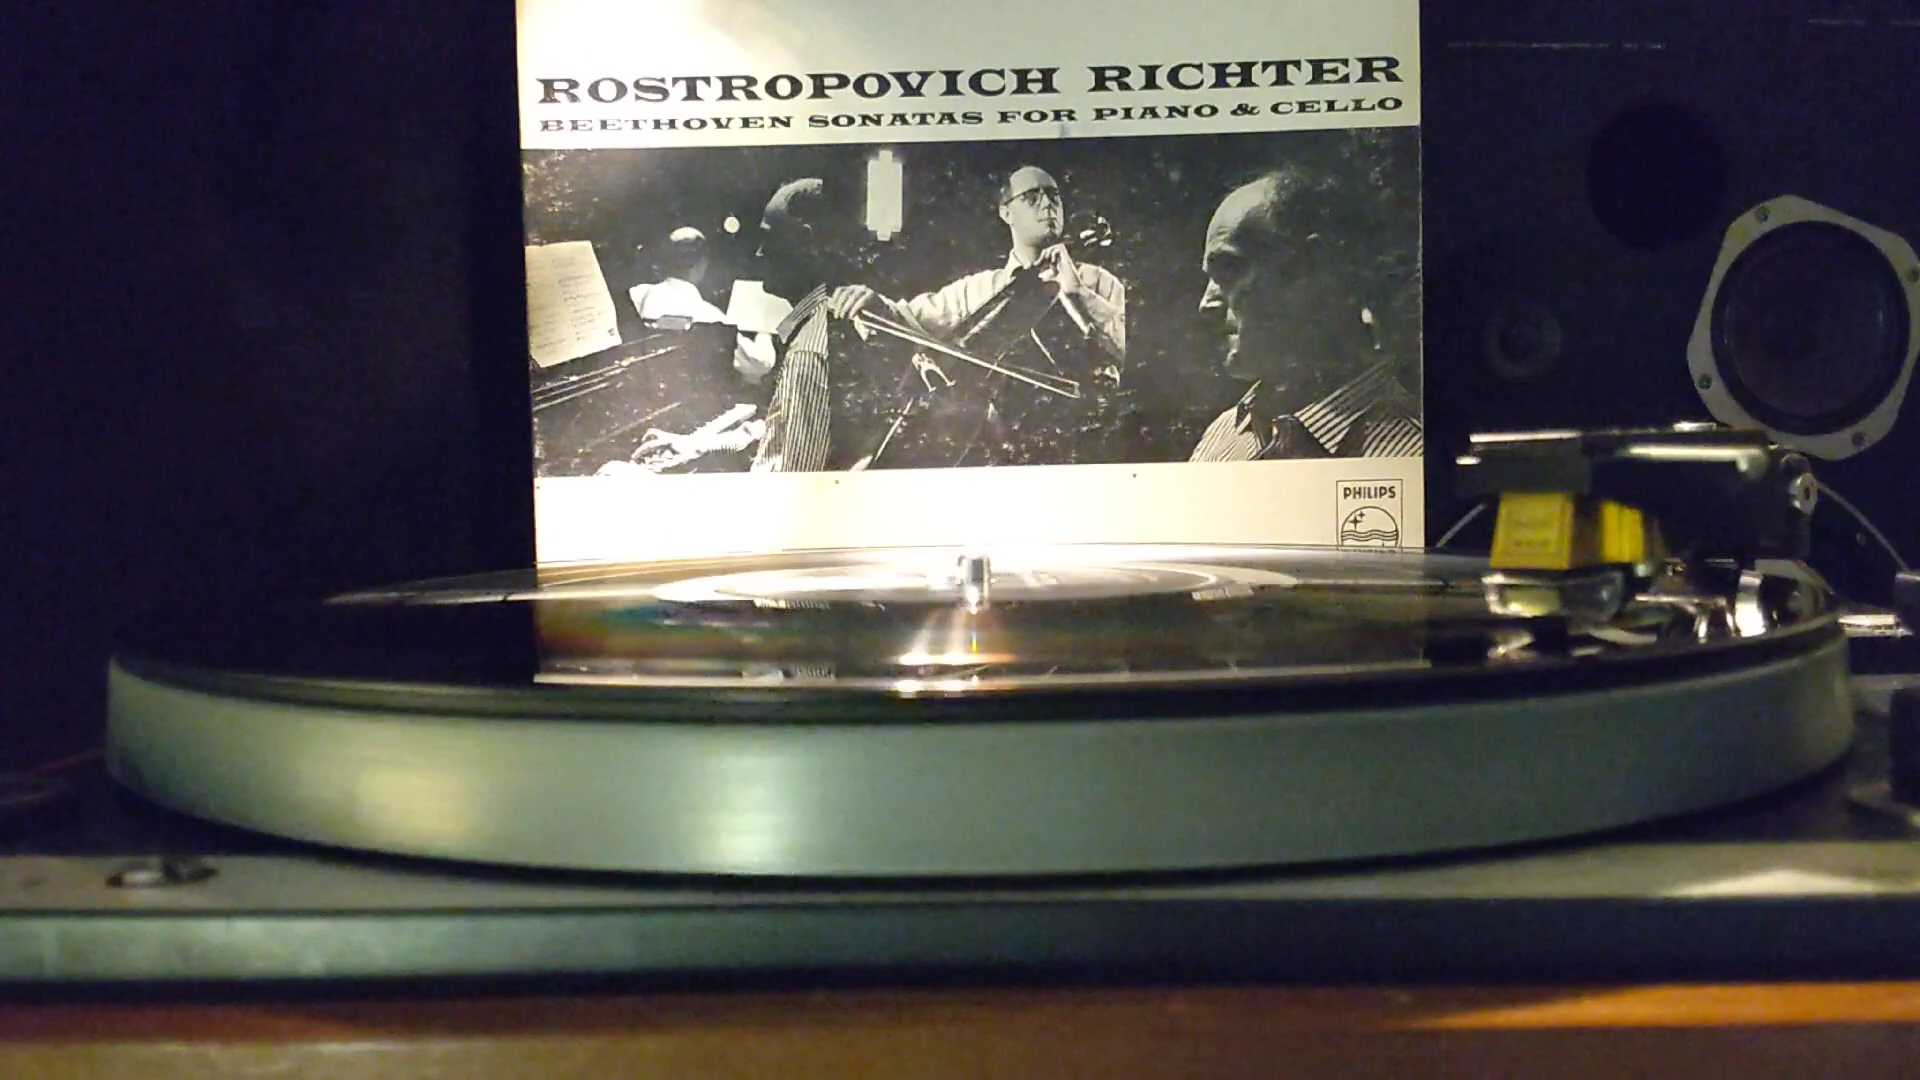 ROSTROPOVICH RICHTER
BEETHOVEN SONATAS FOR PIANO & CELLO
PHILIPS